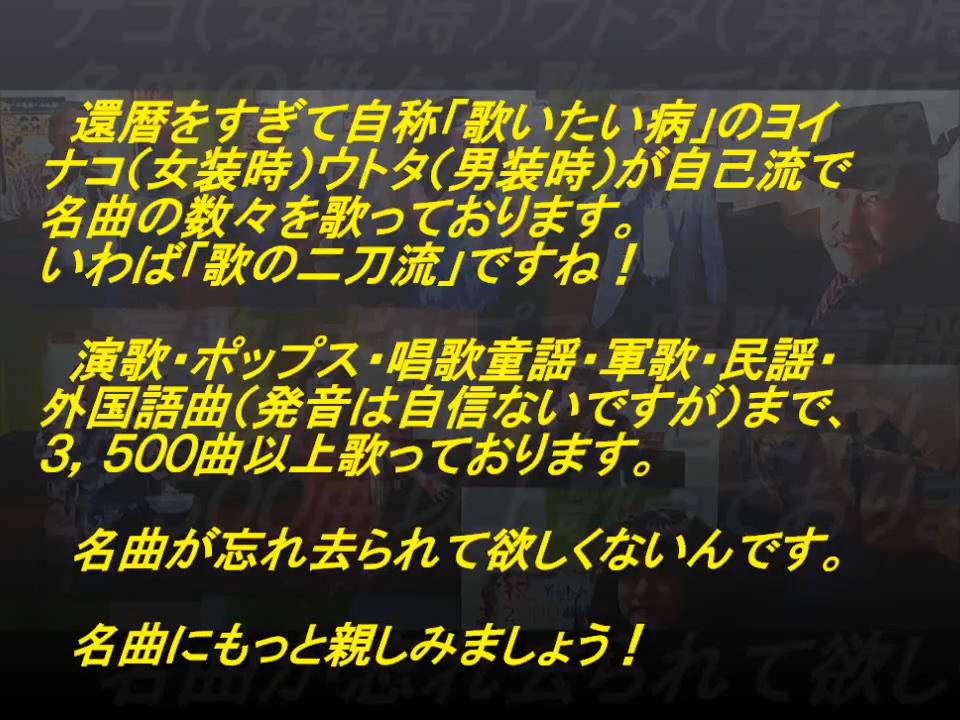 還暦をすぎて自称「歌いたい病」のヨイ
ナコ(女装時)ウトタ(男装時)が自己流で
名曲の数々を歌っております。
いわば「歌の二刀流」ですね！
演歌・ポップス・唱歌童謡・軍歌・民謡・
外国語曲(発音は自信ないですが)まで、
３，５００曲以上歌っております。
名曲が忘れ去られて欲しくないんです。
名曲にもっと親しみましょう！